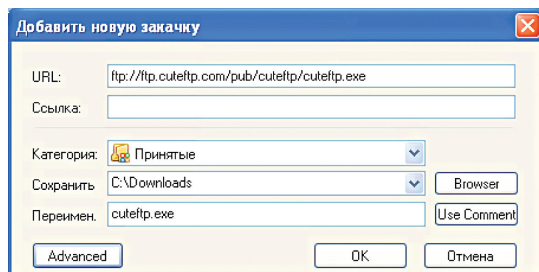 Добавить новую закачку
URL: ftp://ftp.cuteftp.com/pub/cuteftp/cuteftp.exe
Ссылка:
Категория: Принятые
Сохранить C:\Downloads Browser
Переимен. cuteftp.exe Use Comment
Advanced OK Отмена